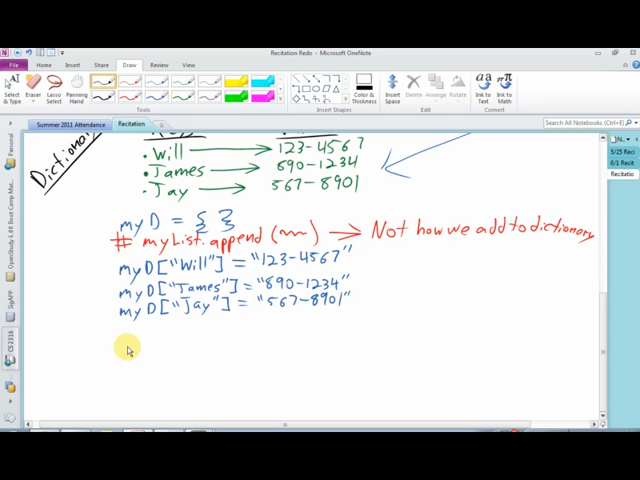 Recitation Redo - Microsoft OneNote
File Home Insert Share Draw Review View
Select & Type Eraser Lasso Select Panning Hand
Color & Thickness
Insert Space
Ink to Text Ink to Math
Tools Insert Shapes Edit Convert
Summer 2011 Attendance Recitation
Search All Notebooks (Ctrl+E)
Personal
SigAPP
CS 2316
5/25 Reci
6/1 Recit
Recitatio
Dictionary
• Will → 123-4567
• James → 890-1234
• Jay → 567-8901
myD = { }
# myList.append ( ) → Not how we add to dictionary
myD["Will"] = "123-4567"
myD["James"] = "890-1234"
myD["Jay"] = "567-8901"